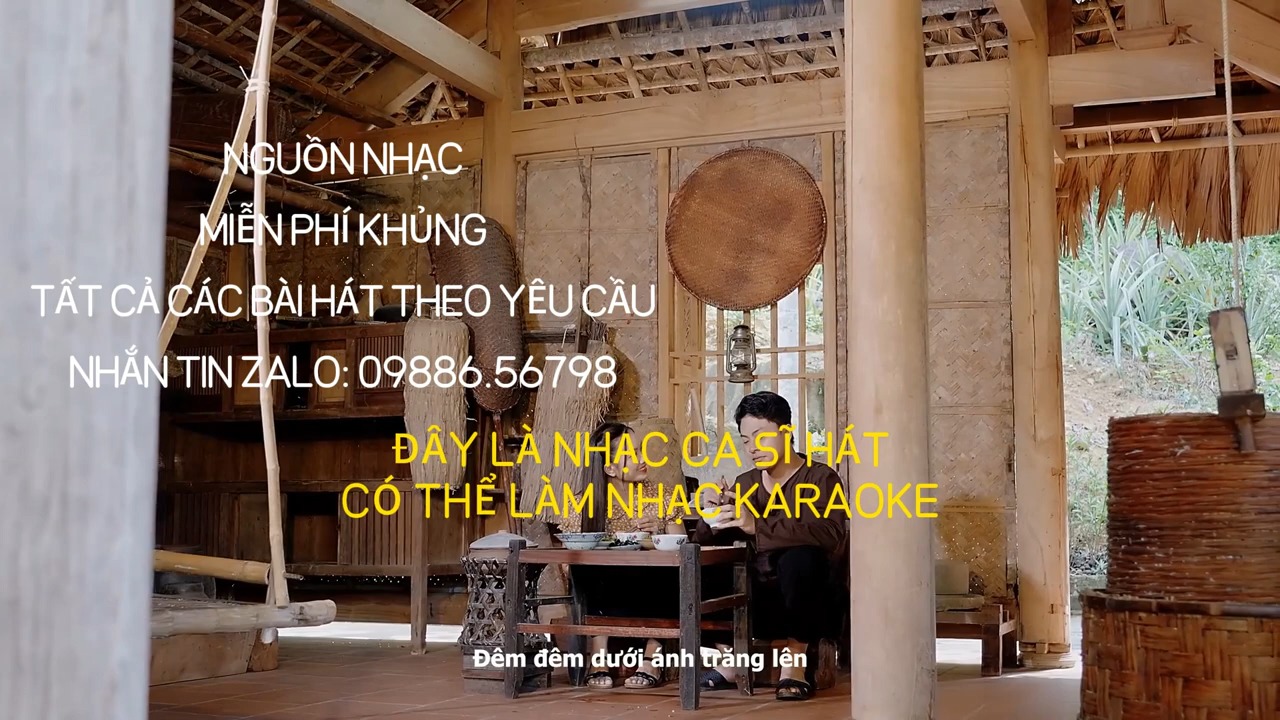 NGUỒN NHẠC
MIỄN PHÍ KHỦNG
TẤT CẢ CÁC BÀI HÁT THEO YÊU CẦU
NHẮN TIN ZALO: 09886.56798
ĐÂY LÀ NHẠC CA SĨ HÁT
CÓ THỂ LÀM NHẠC KARAOKE
Đêm đêm dưới ánh trăng lên